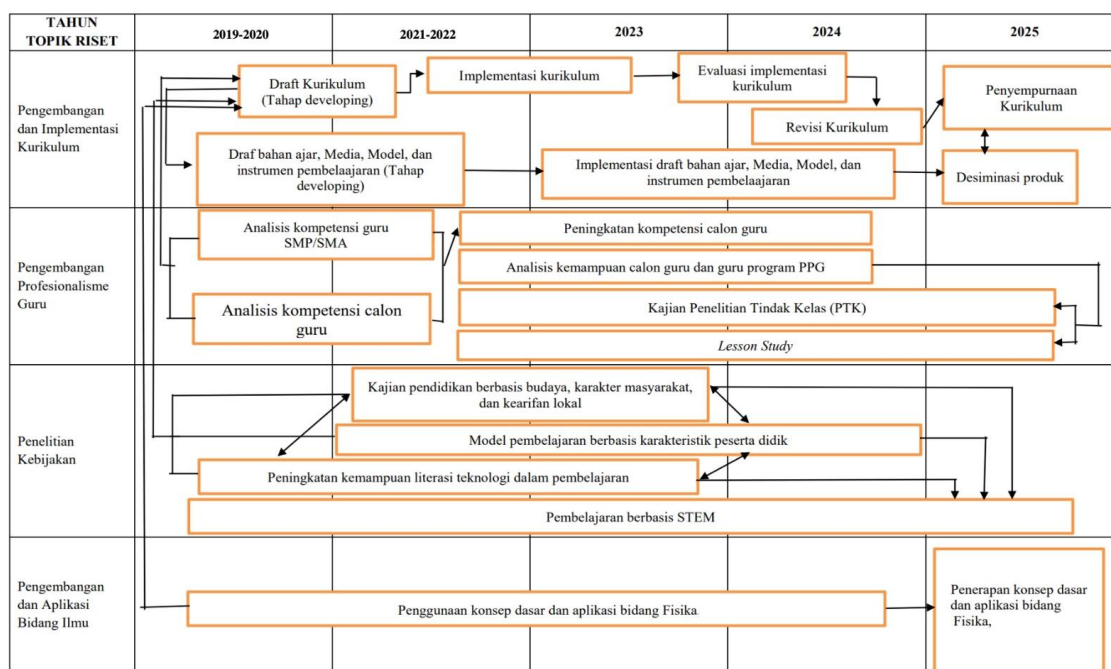 TAHUN
TOPIK RISET
2019-2020
2021-2022
2023
2024
2025
Pengembangan
dan Implementasi
Kurikulum
Draft Kurikulum
(Tahap developing)
Implementasi kurikulum
Evaluasi implementasi
kurikulum
Revisi Kurikulum
Penyempurnaan
Kurikulum
Draf bahan ajar, Media, Model, dan
instrumen pembelaajaran (Tahap
developing)
Implementasi draft bahan ajar, Media, Model, dan
instrumen pembelaajaran
Desiminasi produk
Pengembangan
Profesionalisme
Guru
Analisis kompetensi guru
SMP/SMA
Analisis kompetensi calon
guru
Peningkatan kompetensi calon guru
Analisis kemampuan calon guru dan guru program PPG
Kajian Penelitian Tindak Kelas (PTK)
Lesson Study
Penelitian
Kebijakan
Kajian pendidikan berbasis budaya, karakter masyarakat,
dan kearifan lokal
Model pembelajaran berbasis karakteristik peserta didik
Peningkatan kemampuan literasi teknologi dalam pembelajaran
Pembelajaran berbasis STEM
Pengembangan
dan Aplikasi
Bidang Ilmu
Penggunaan konsep dasar dan aplikasi bidang Fisika
Penerapan konsep dasar
dan aplikasi bidang
Fisika,